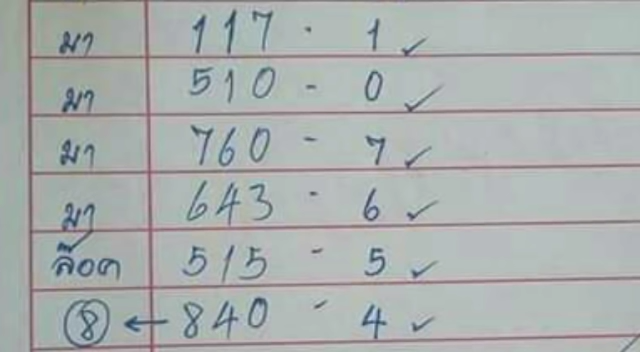 มา 117 - 1 ✓
มา 510 - 0 ✓
มา 760 - 7 ✓
มา 643 - 6 ✓
ล๊อค 515 - 5 ✓
⑧ ← 840 - 4 ✓